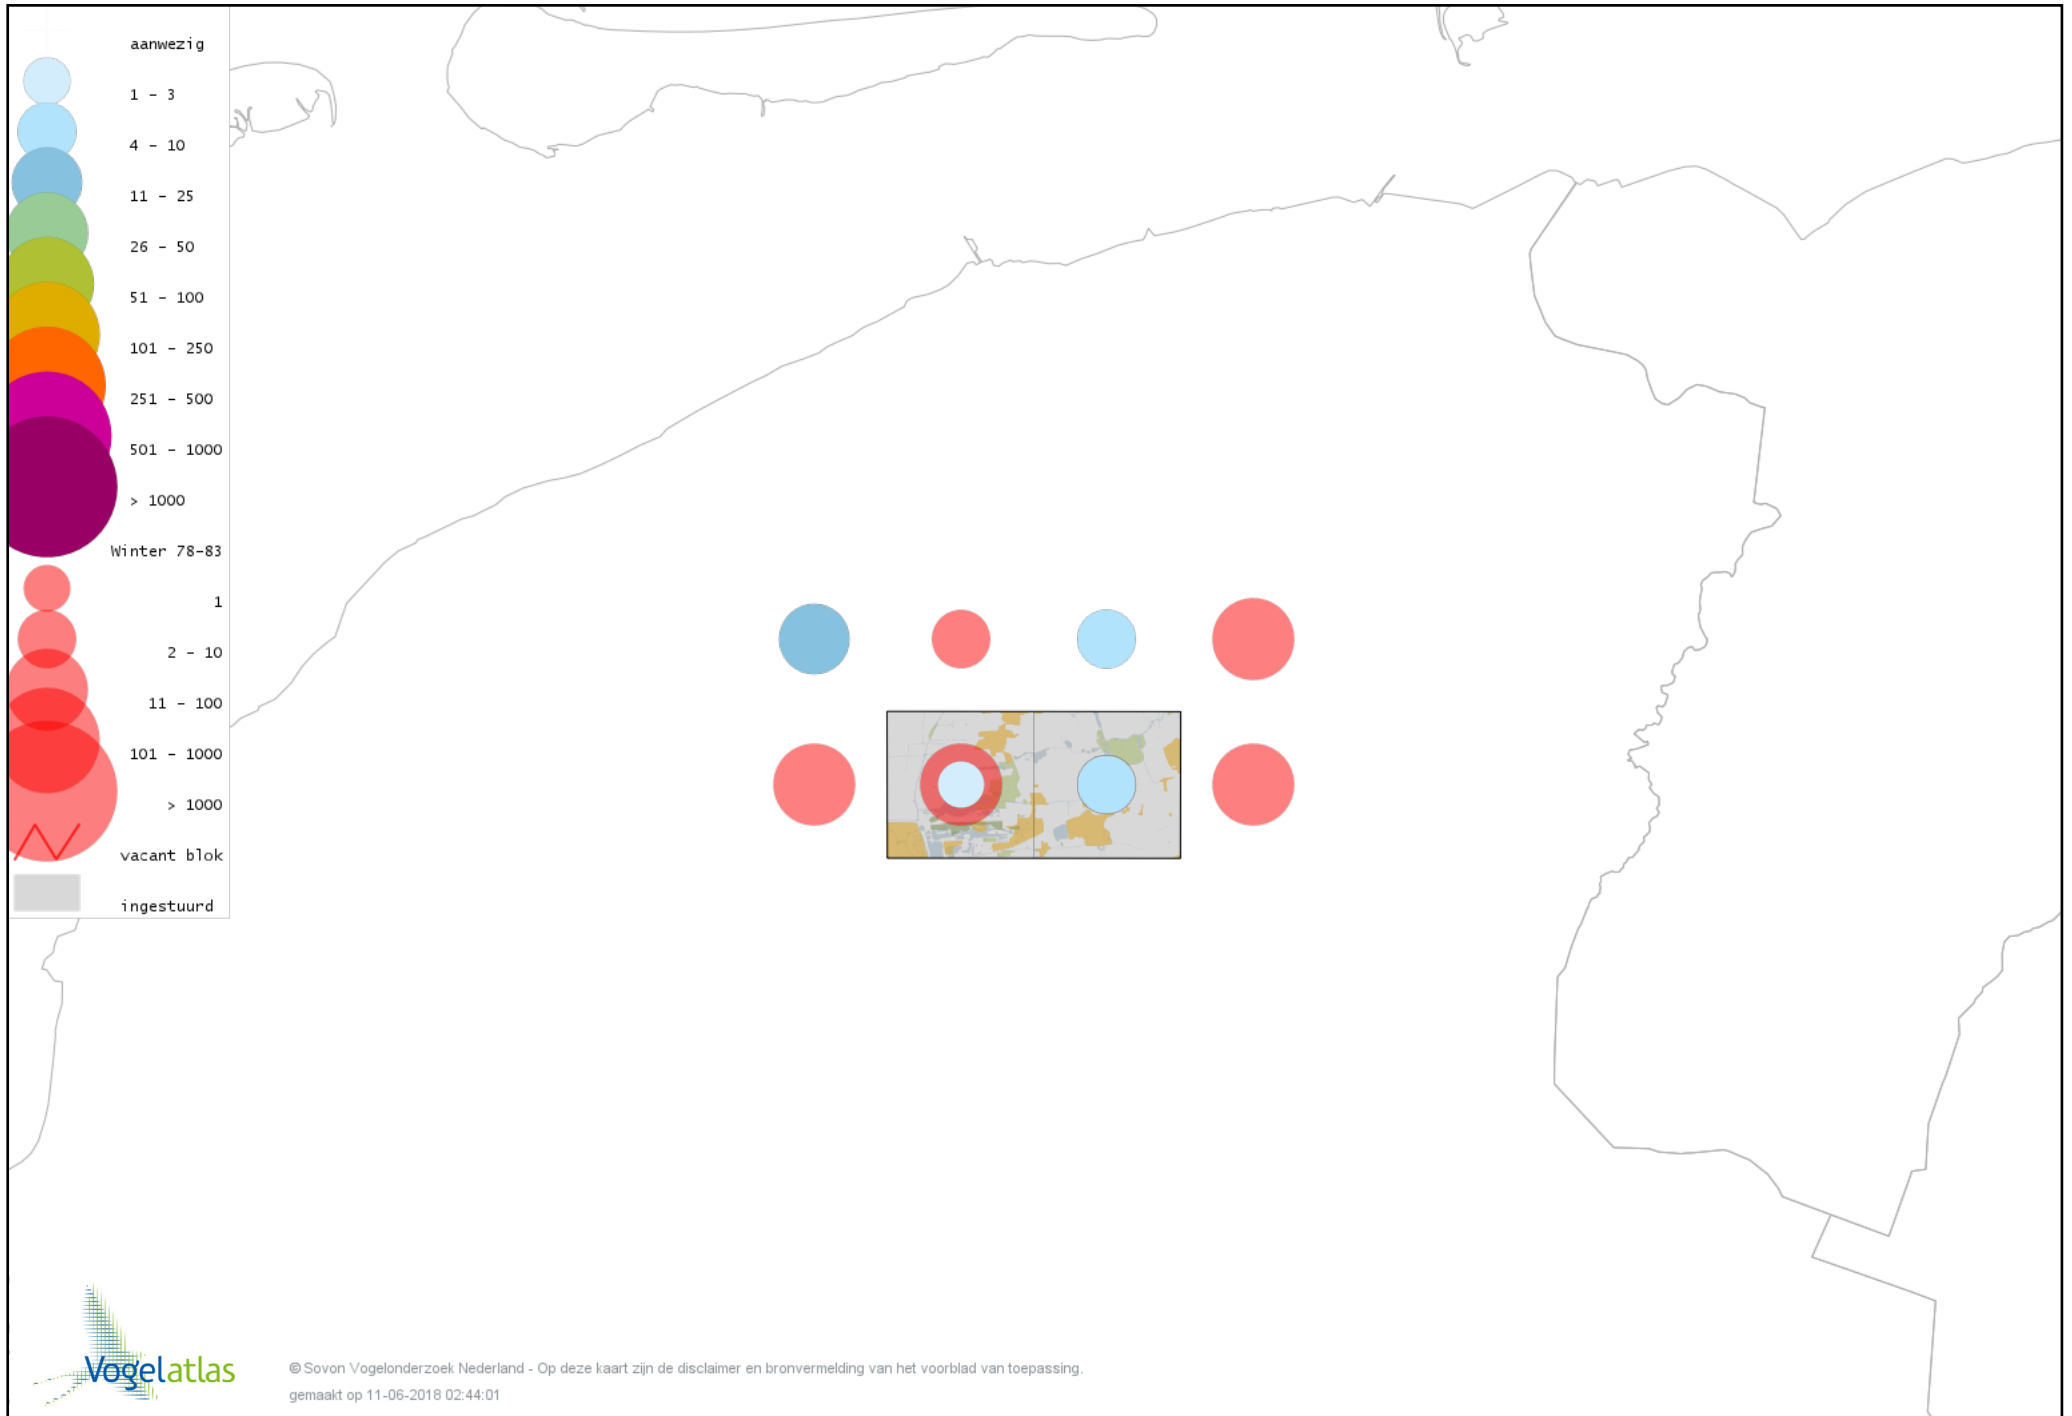 aanwezig
1 - 3
4 - 10
11 - 25
26 - 50
51 - 100
101 - 250
251 - 500
501 - 1000
> 1000
Winter 78-83
1
2 - 10
11 - 100
101 - 1000
> 1000
vacant blok
ingestuurd
Vogelatlas
© Sovon Vogelonderzoek Nederland - Op deze kaart zijn de disclaimer en bronvermelding van het voorblad van toepassing.
gemaakt op 11-06-2018 02:44:01